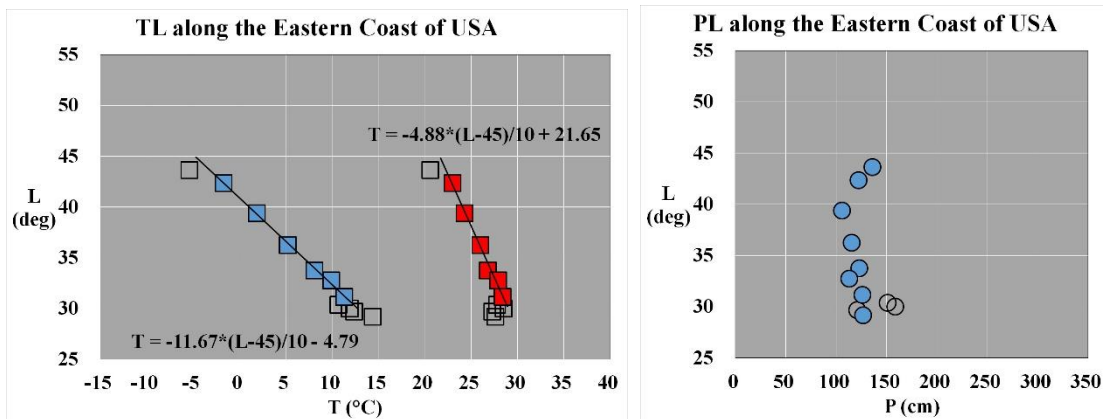 TL along the Eastern Coast of USA
55
50
45
40
35
30
25
L
(deg)
T = -4.88*(L-45)/10 + 21.65
T = -11.67*(L-45)/10 - 4.79
-15 -10 -5 0 5 10 15 20 25 30 35 40
T (°C)
PL along the Eastern Coast of USA
55
50
45
40
35
30
25
L
(deg)
0 50 100 150 200 250 300 350
P (cm)